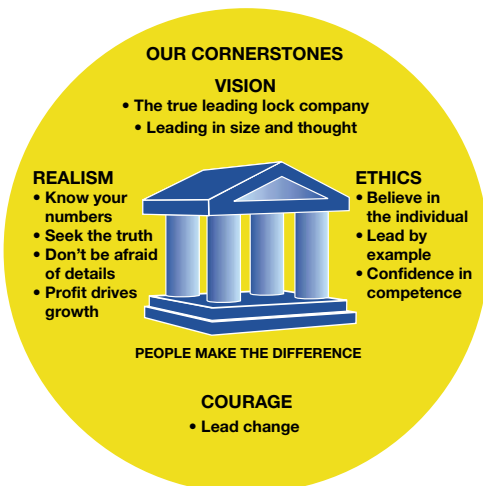 OUR CORNERSTONES
VISION
• The true leading lock company
• Leading in size and thought
REALISM
• Know your
numbers
• Seek the truth
• Don't be afraid
of details
• Profit drives
growth
ETHICS
• Believe in
the individual
• Lead by
example
• Confidence in
competence
PEOPLE MAKE THE DIFFERENCE
COURAGE
• Lead change